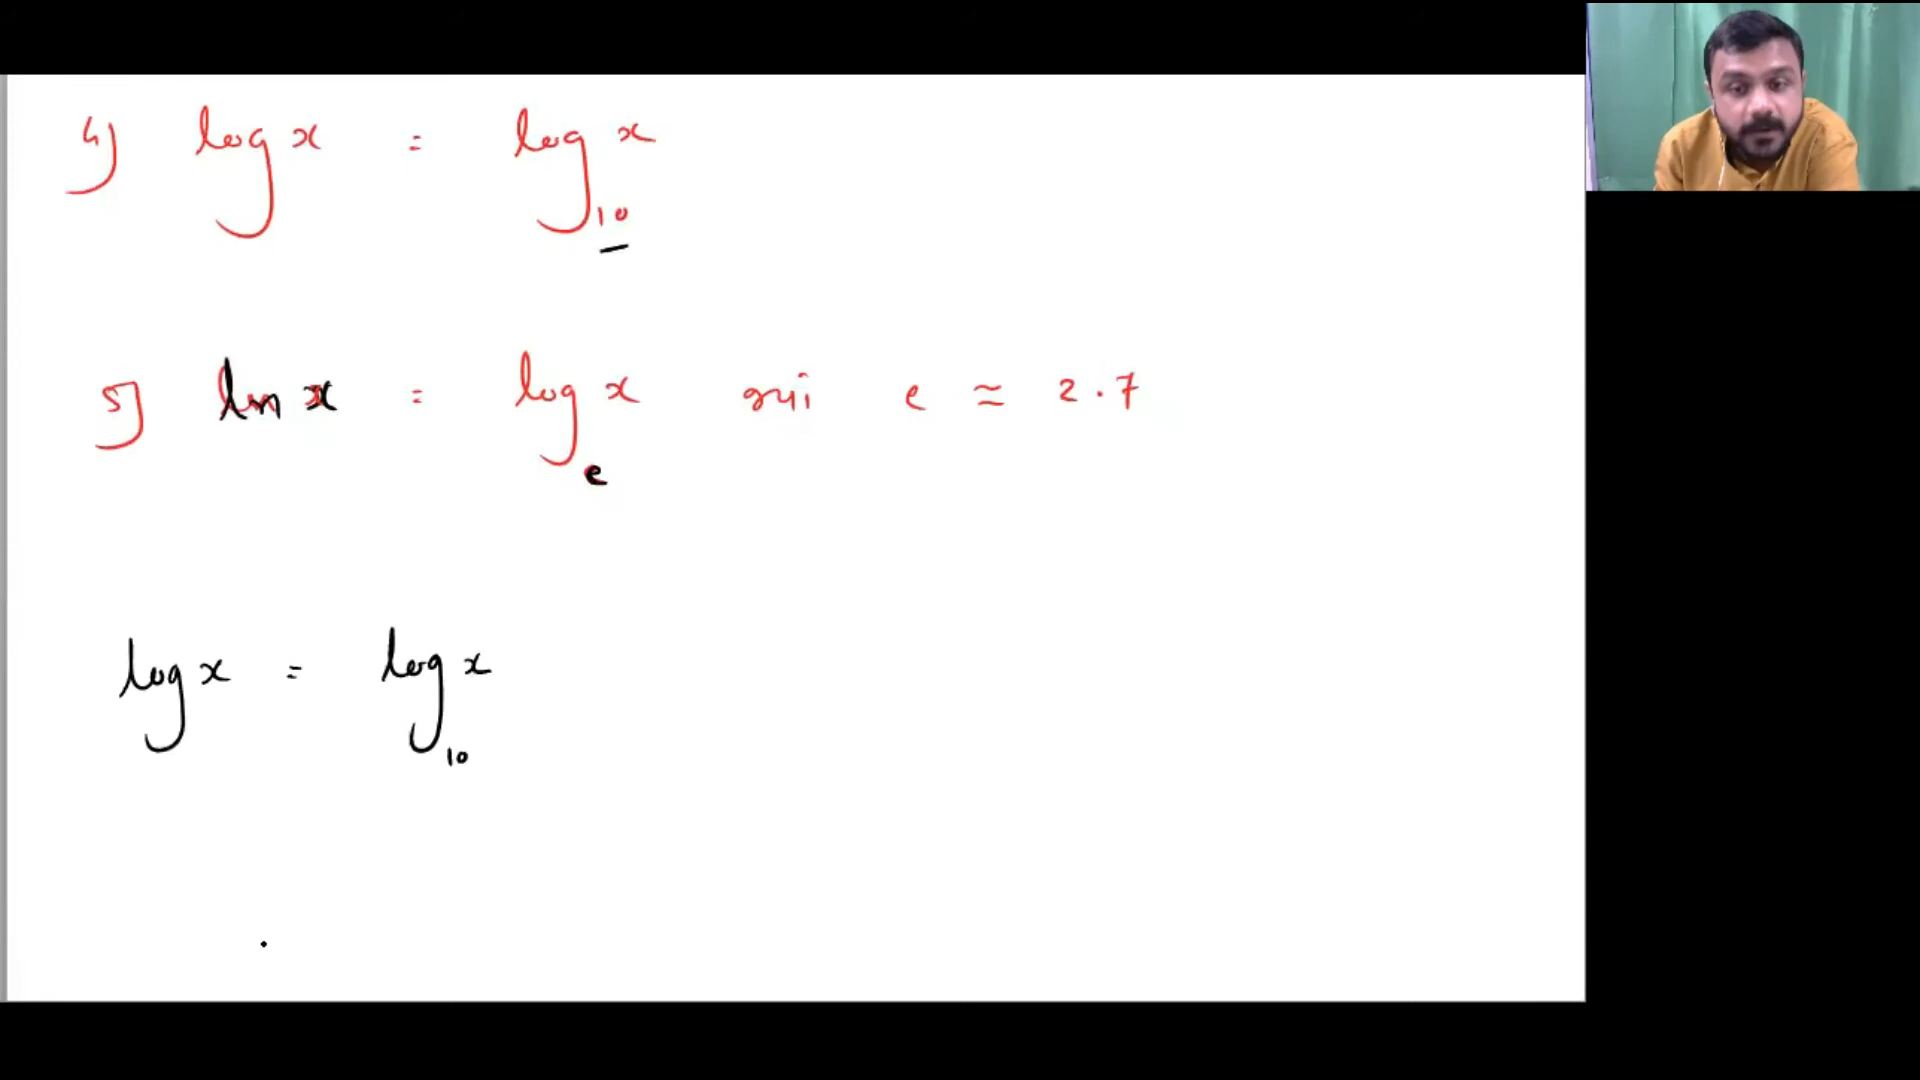 4) log x = log₁₀ x
5) ln x = logₑ x e ≈ 2.7
log x = log₁₀ x